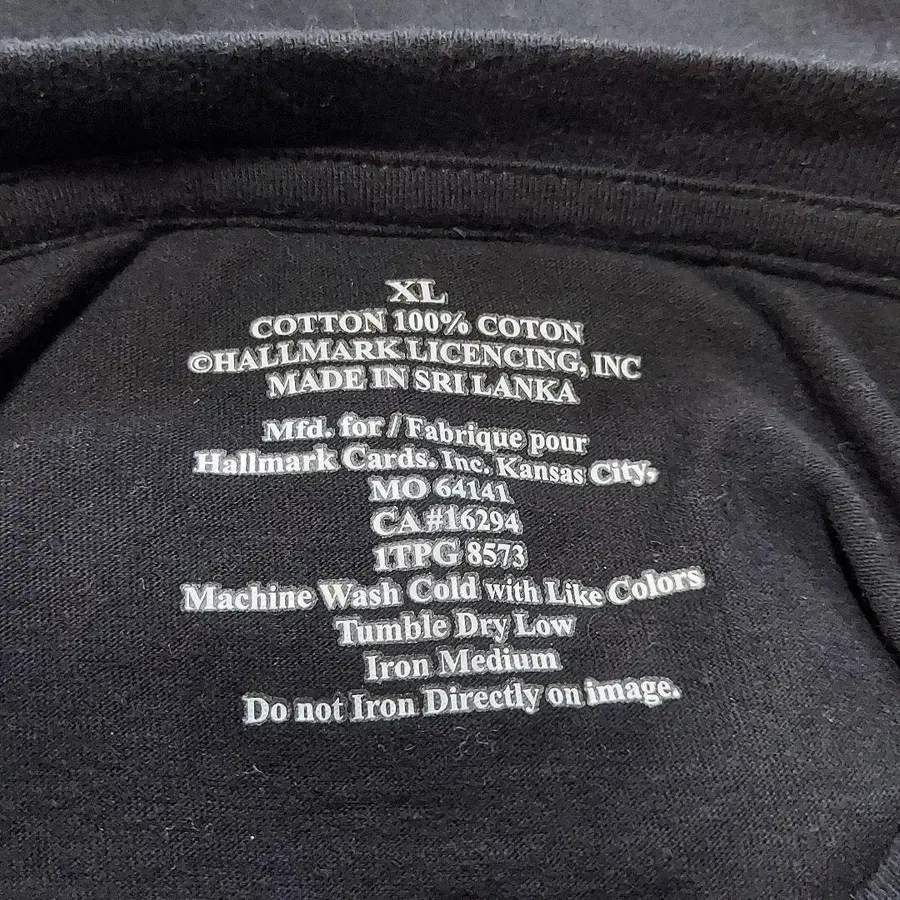 XL
COTTON 100% COTON
©HALLMARK LICENCING, INC
MADE IN SRI LANKA
Mfd. for / Fabrique pour
Hallmark Cards. Inc. Kansas City,
MO 64141
CA #16294
1TPG 8573
Machine Wash Cold with Like Colors
Tumble Dry Low
Iron Medium
Do not Iron Directly on image.